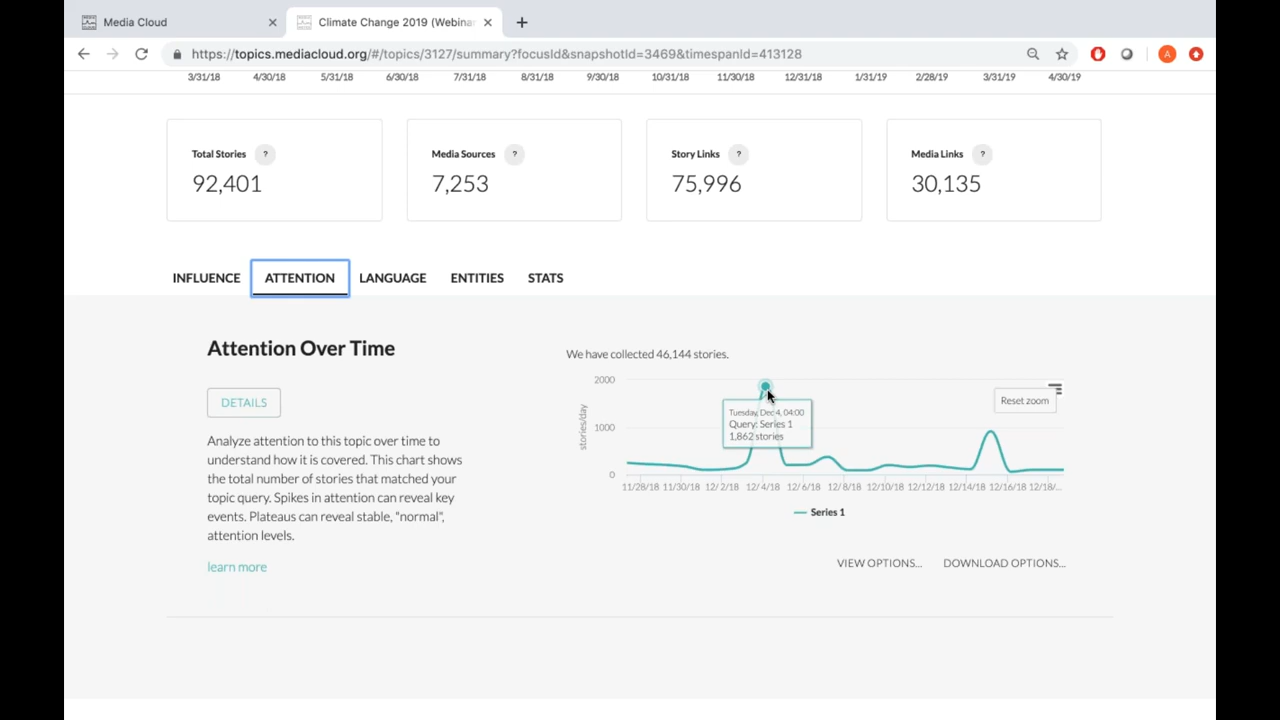 Media Cloud
Climate Change 2019 (Webinar
https://topics.mediacloud.org/#/topics/3127/summary?focusId&snapshotId=3469&timespanId=413128
A
3/31/18 4/30/18 5/31/18 6/30/18 7/31/18 8/31/18 9/30/18 10/31/18 11/30/18 12/31/18 1/31/19 2/28/19 3/31/19 4/30/19
Total Stories ? Media Sources ? Story Links ? Media Links ?
92,401 7,253 75,996 30,135
INFLUENCE ATTENTION LANGUAGE ENTITIES STATS
Attention Over Time
DETAILS
Analyze attention to this topic over time to
understand how it is covered. This chart shows
the total number of stories that matched your
topic query. Spikes in attention can reveal key
events. Plateaus can reveal stable, "normal",
attention levels.
learn more
We have collected 46,144 stories.
Reset zoom
stories/day
2000
1000
0
Tuesday, Dec 4, 04:00
Query: Series 1
1,862 stories
11/28/18 11/30/18 12/ 2/18 12/ 4/18 12/ 6/18 12/ 8/18 12/10/18 12/12/18 12/14/18 12/16/18 12/18/...
Series 1
VIEW OPTIONS... DOWNLOAD OPTIONS...